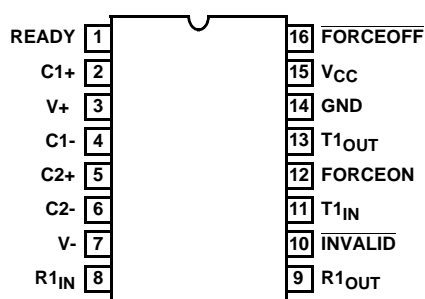 READY 1 16 FORCEOFF
C1+ 2 15 VCC
V+ 3 14 GND
C1- 4 13 T1OUT
C2+ 5 12 FORCEON
C2- 6 11 T1IN
V- 7 10 INVALID
R1IN 8 9 R1OUT